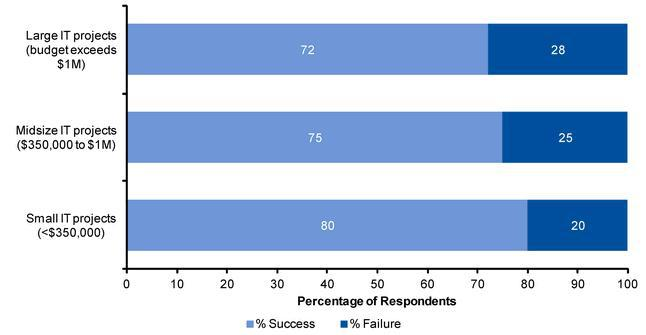 Large IT projects
(budget exceeds
$1M)
72
28
Midsize IT projects
($350,000 to $1M)
75
25
Small IT projects
(<$350,000)
80
20
0 10 20 30 40 50 60 70 80 90 100
Percentage of Respondents
% Success % Failure